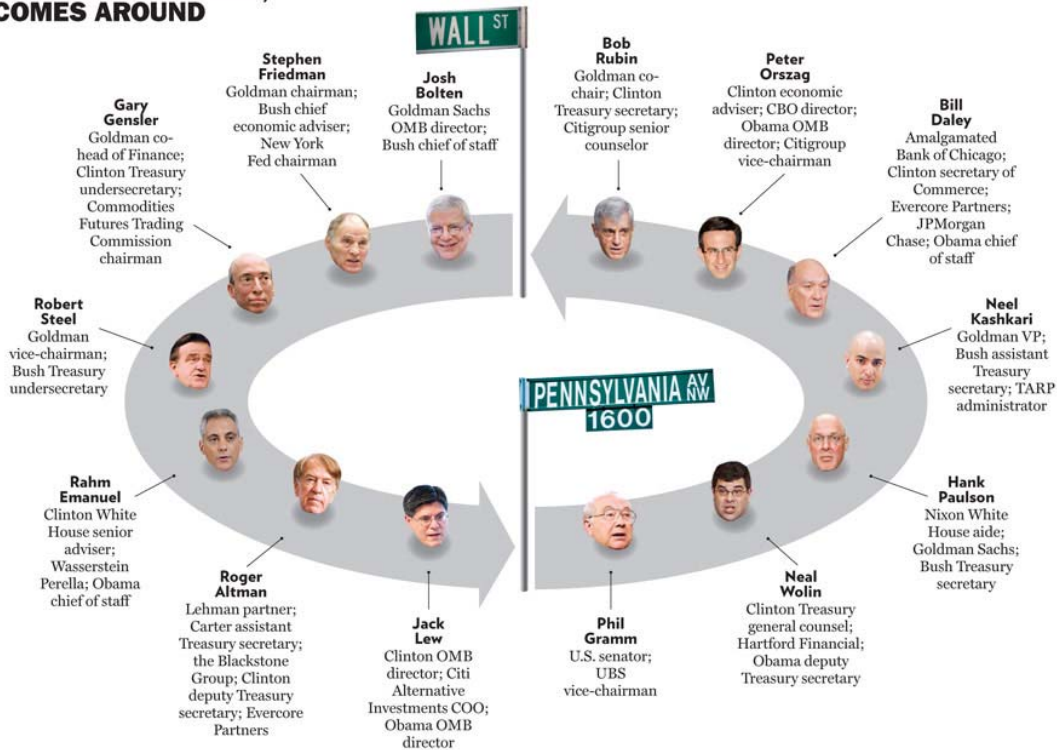 COMES AROUND
WALL ST
Stephen
Friedman
Goldman chairman;
Bush chief
economic adviser;
New York
Fed chairman
Josh
Bolten
Goldman Sachs
OMB director;
Bush chief of staff
Bob
Rubin
Goldman co-
chair; Clinton
Treasury secretary;
Citigroup senior
counselor
Peter
Orszag
Clinton economic
adviser; CBO director;
Obama OMB
director; Citigroup
vice-chairman
Gary
Gensler
Goldman co-
head of Finance;
Clinton Treasury
undersecretary;
Commodities
Futures Trading
Commission
chairman
Bill
Daley
Amalgamated
Bank of Chicago;
Clinton secretary of
Commerce;
Evercore Partners;
JPMorgan
Chase; Obama chief
of staff
Robert
Steel
Goldman
vice-chairman;
Bush Treasury
undersecretary
Neel
Kashkari
Goldman VP;
Bush assistant
Treasury
secretary; TARP
administrator
PENNSYLVANIA AV NW
1600
Rahm
Emanuel
Clinton White
House senior
adviser;
Wasserstein
Perella; Obama
chief of staff
Hank
Paulson
Nixon White
House aide;
Goldman Sachs;
Bush Treasury
secretary
Roger
Altman
Lehman partner;
Carter assistant
Treasury secretary;
the Blackstone
Group; Clinton
deputy Treasury
secretary; Evercore
Partners
Jack
Lew
Clinton OMB
director; Citi
Alternative
Investments COO;
Obama OMB
director
Phil
Gramm
U.S. senator;
UBS
vice-chairman
Neal
Wolin
Clinton Treasury
general counsel;
Hartford Financial;
Obama deputy
Treasury secretary